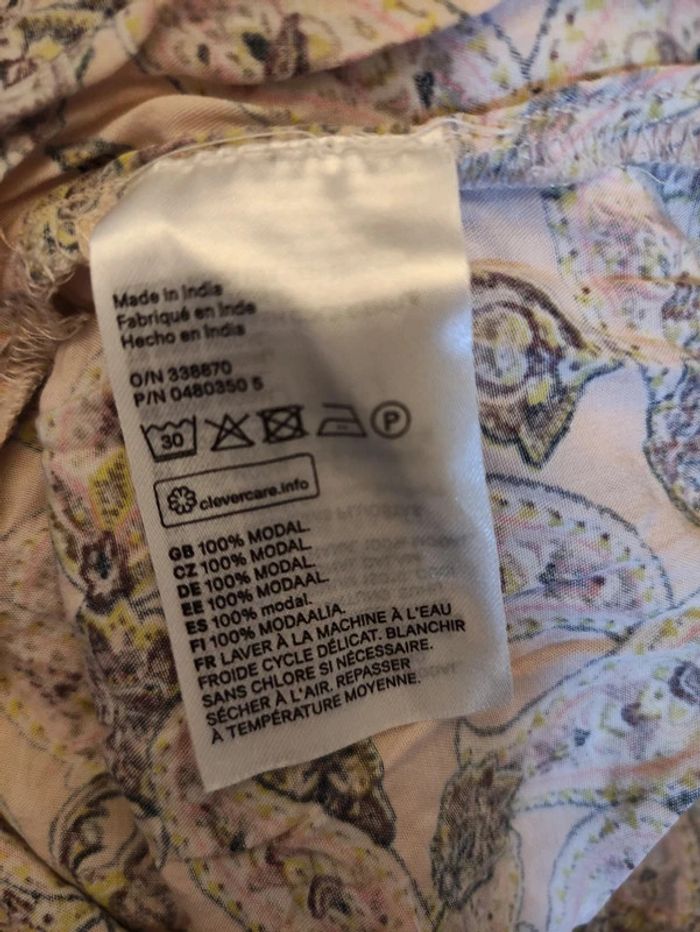 Made in India
Fabriqué en Inde
Hecho en India
O/N 338870
P/N 0480350 5
30 P
clevercare.info
GB 100% MODAL.
CZ 100% MODAL.
DE 100% MODAL.
EE 100% MODAAL.
ES 100% modal.
FI 100% MODAALIA.
FR LAVER À LA MACHINE À L'EAU
FROIDE CYCLE DÉLICAT. BLANCHIR
SANS CHLORE SI NÉCESSAIRE.
SÉCHER À L'AIR. REPASSER
À TEMPÉRATURE MOYENNE.